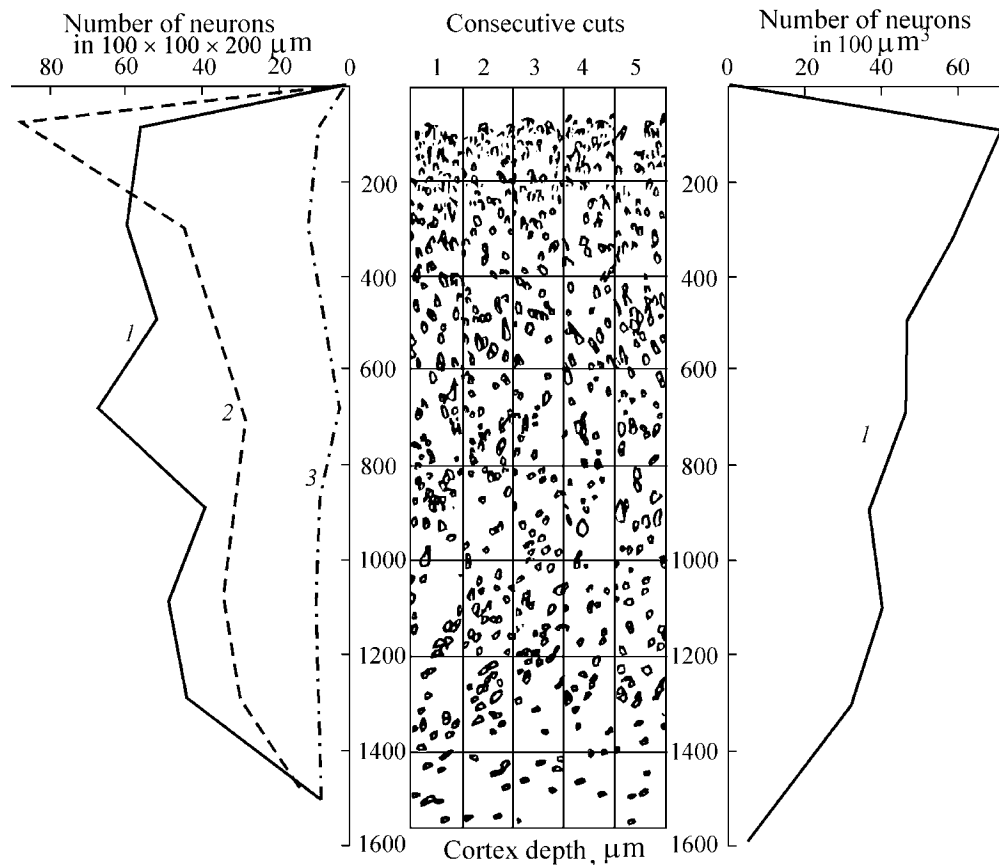 Number of neurons
in 100 × 100 × 200 μm
80 60 40 20 0
Consecutive cuts
1 2 3 4 5
Number of neurons
in 100 μm³
0 20 40 60
200
400
600
800
1000
1200
1400
1600
1
2
3
200
400
600
800
1000
1200
1400
1600
1
Cortex depth, μm